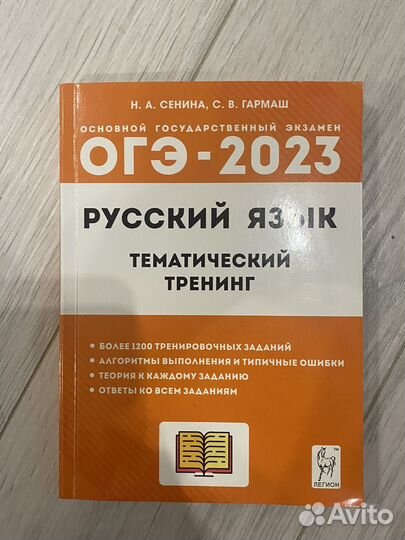 Н. А. СЕНИНА, С. В. ГАРМАШ
ОСНОВНОЙ ГОСУДАРСТВЕННЫЙ ЭКЗАМЕН
ОГЭ - 2023
РУССКИЙ ЯЗЫК
ТЕМАТИЧЕСКИЙ
ТРЕНИНГ
• БОЛЕЕ 1200 ТРЕНИРОВОЧНЫХ ЗАДАНИЙ
• АЛГОРИТМЫ ВЫПОЛНЕНИЯ И ТИПИЧНЫЕ ОШИБКИ
• ТЕОРИЯ К КАЖДОМУ ЗАДАНИЮ
• ОТВЕТЫ КО ВСЕМ ЗАДАНИЯМ
TM
ЛЕГИОН
Avito